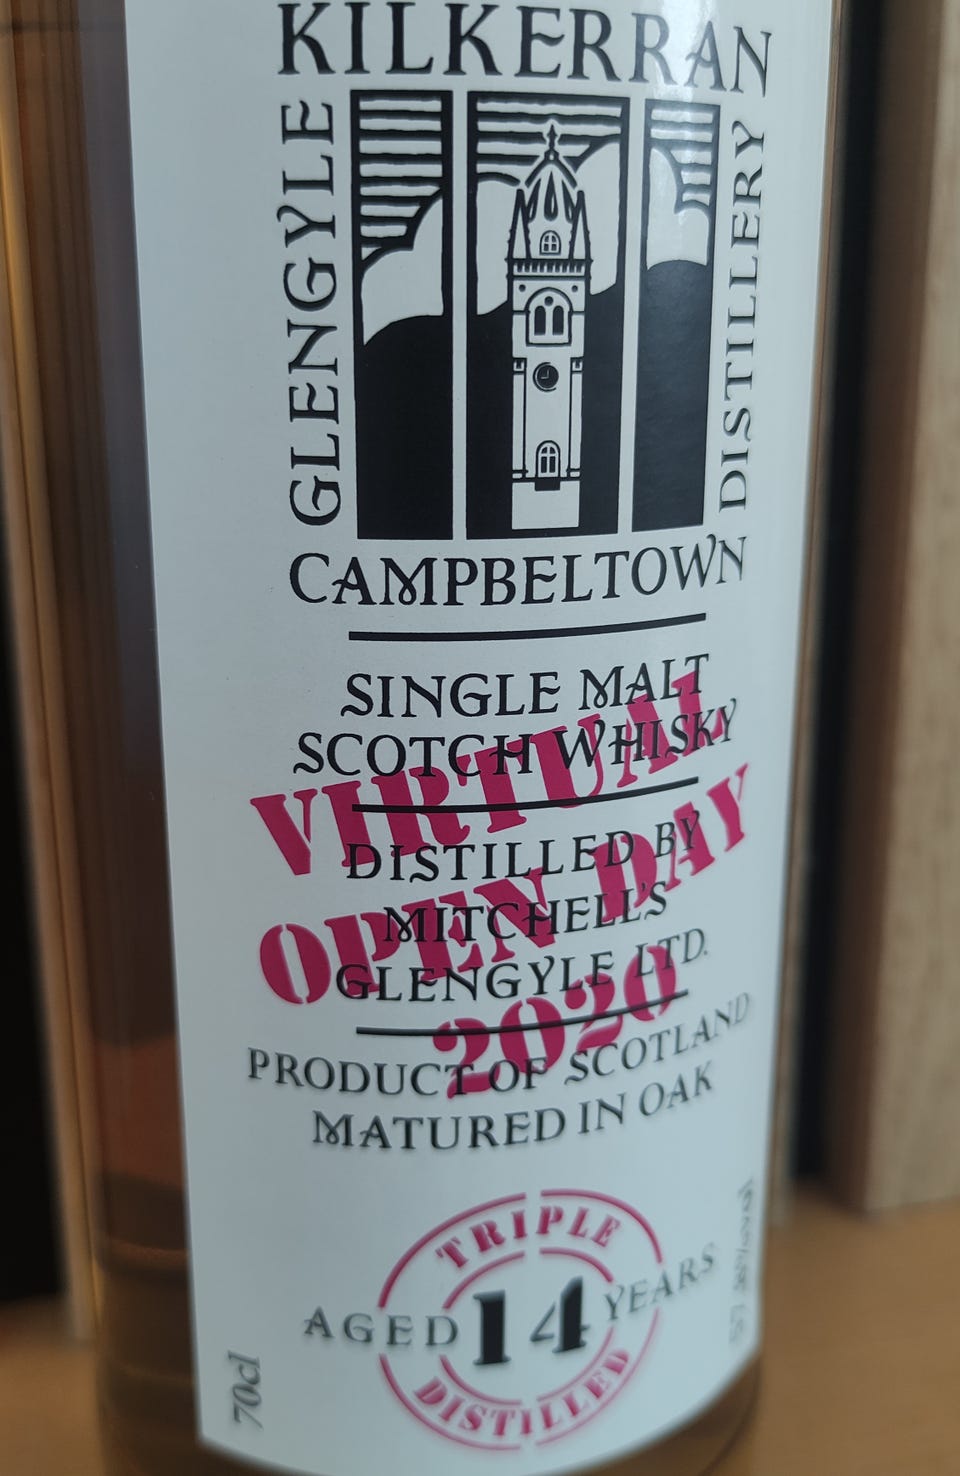 KILKERRAN
GLENGYLE
DISTILLERY
CAMPBELTOWN
SINGLE MALT
SCOTCH WHISKY
VIRTUAL
OPEN DAY
2020
DISTILLED BY
MITCHELL'S
GLENGYLE LTD.
PRODUCT OF SCOTLAND
MATURED IN OAK
TRIPLE
AGED 14 YEARS
DISTILLED
70cl